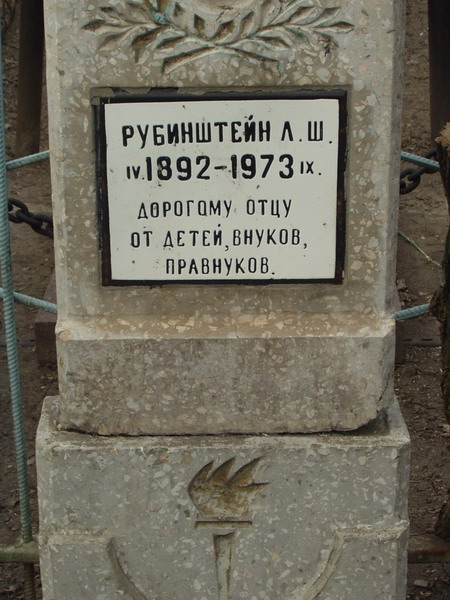 РУБИНШТЕЙН Л.Ш.
IV. 1892-1973 IX.
ДОРОГОМУ ОТЦУ
ОТ ДЕТЕЙ, ВНУКОВ,
ПРАВНУКОВ.